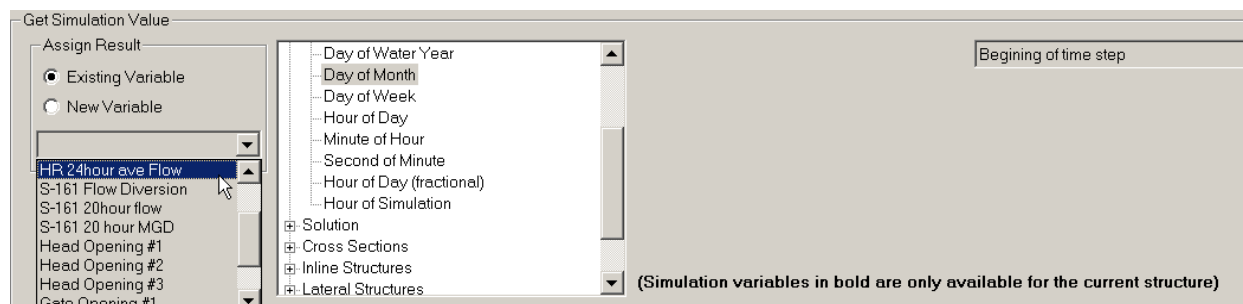 Get Simulation Value
Assign Result
Existing Variable
New Variable
HR 24hour ave Flow
S-161 Flow Diversion
S-161 20hour flow
S-161 20 hour MGD
Head Opening #1
Head Opening #2
Head Opening #3
Gate Opening #1
Day of Water Year
Day of Month
Day of Week
Hour of Day
Minute of Hour
Second of Minute
Hour of Day (fractional)
Hour of Simulation
Solution
Cross Sections
Inline Structures
Lateral Structures
Begining of time step
(Simulation variables in bold are only available for the current structure)